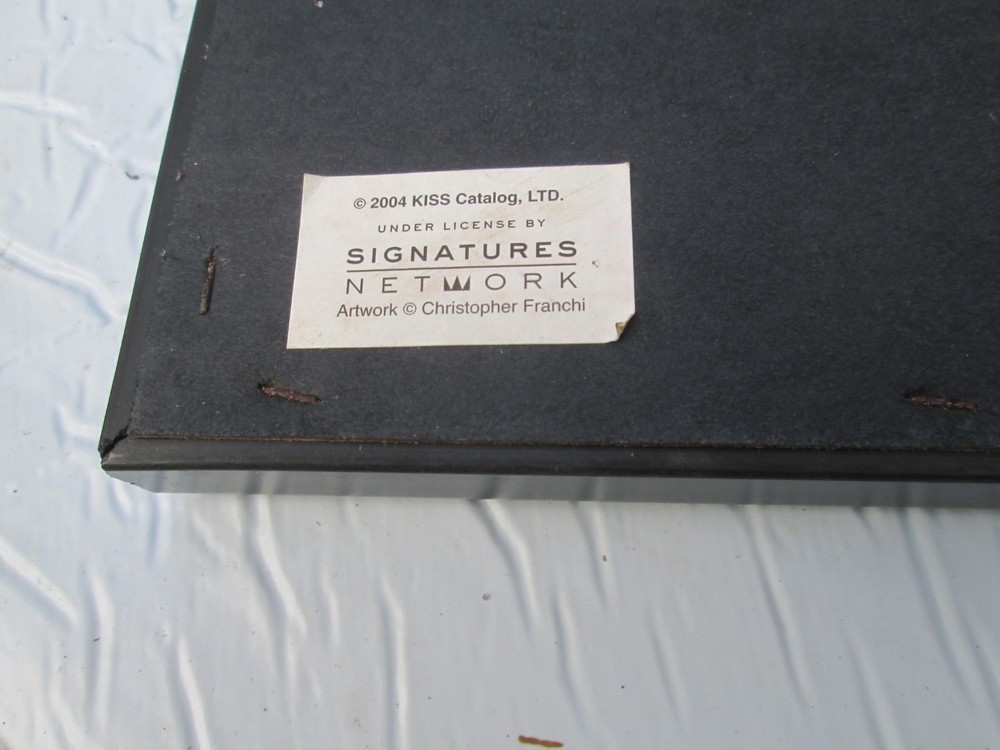 © 2004 KISS Catalog, LTD.
UNDER LICENSE BY
SIGNATURES
NETWORK
Artwork © Christopher Franchi